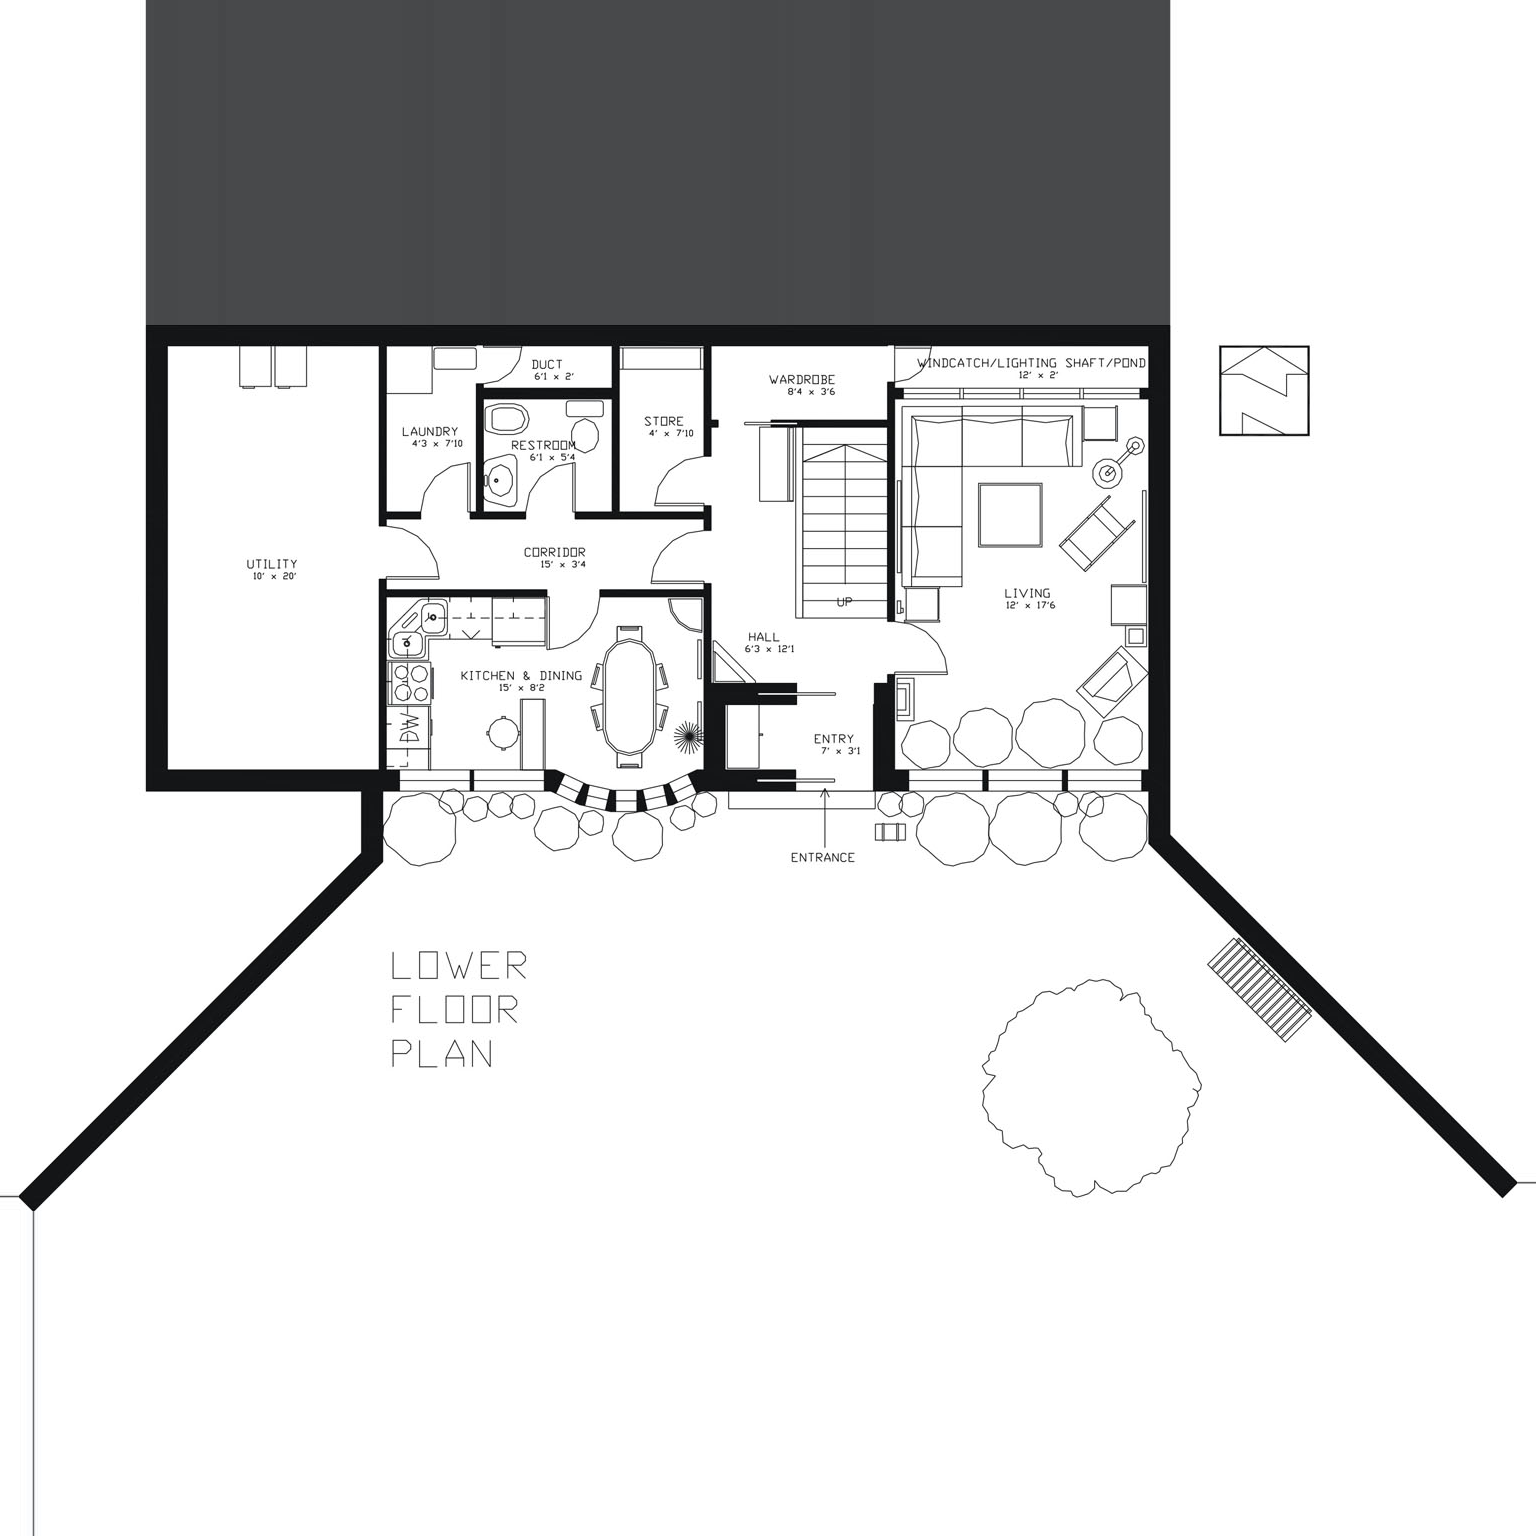 DUCT
6'1 × 2'
WINDCATCH/LIGHTING SHAFT/POND
12' × 2'
WARDROBE
8'4 × 3'6
LAUNDRY
4'3 × 7'10
RESTROOM
6'1 × 5'4
STORE
4' × 7'10
UTILITY
10' × 20'
CORRIDOR
15' × 3'4
UP
LIVING
12' × 17'6
HALL
6'3 × 12'1
KITCHEN & DINING
15' × 8'2
DW
ENTRY
7' × 3'1
ENTRANCE
LOWER
FLOOR
PLAN
N